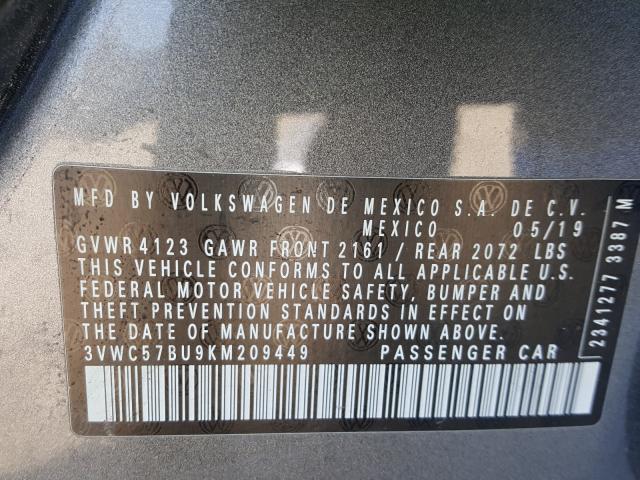 MFD BY VOLKSWAGEN DE MEXICO S.A. DE C.V.
MEXICO 05/19
GVWR 4123 GAWR FRONT 2161 / REAR 2072 LBS
THIS VEHICLE CONFORMS TO ALL APPLICABLE U.S.
FEDERAL MOTOR VEHICLE SAFETY, BUMPER AND
THEFT PREVENTION STANDARDS IN EFFECT ON
THE DATE OF MANUFACTURE SHOWN ABOVE.
3VWC57BU9KM209449 PASSENGER CAR
2341277 3387 M